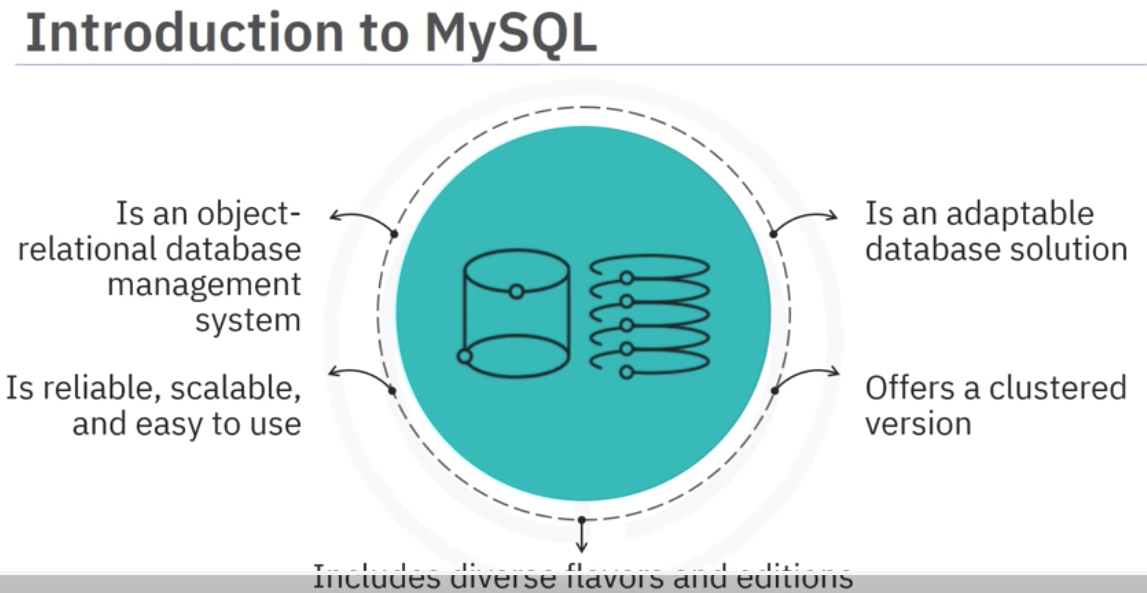 Introduction to MySQL
Is an object-
relational database
management
system
Is an adaptable
database solution
Is reliable, scalable,
and easy to use
Offers a clustered
version
Includes diverse flavors and editions